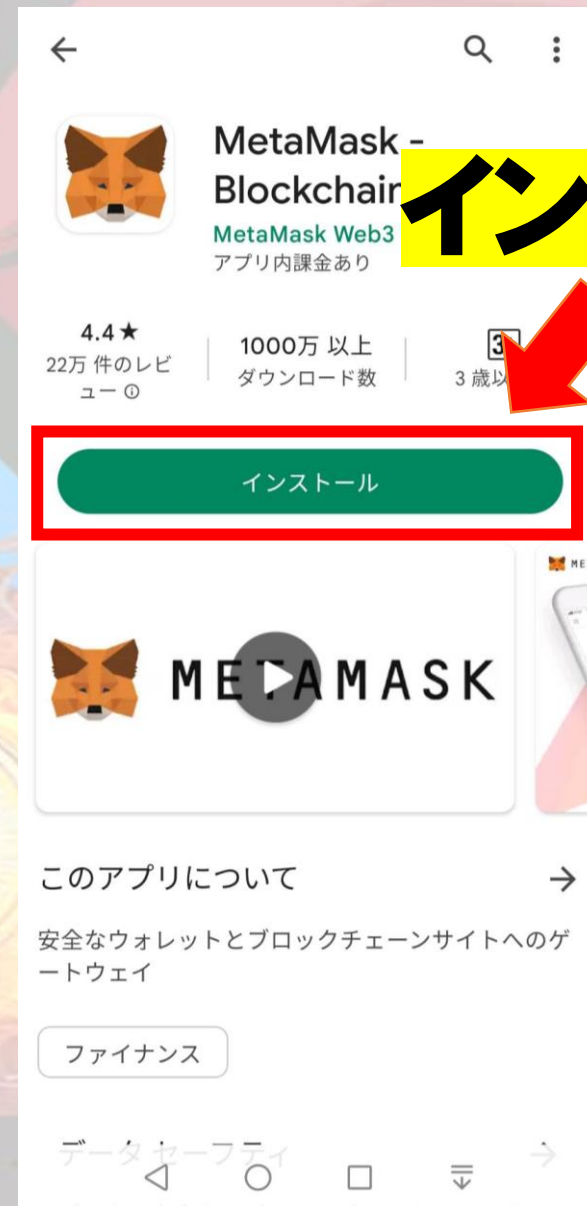 MetaMask -
Blockchain
MetaMask Web3
アプリ内課金あり
イン
4.4★
22万 件のレビ
ュー
1000万 以上
ダウンロード数
3
3 歳以
インストール
ME
METAMASK
このアプリについて
安全なウォレットとブロックチェーンサイトへのゲ
ートウェイ
ファイナンス
データ セーフティ